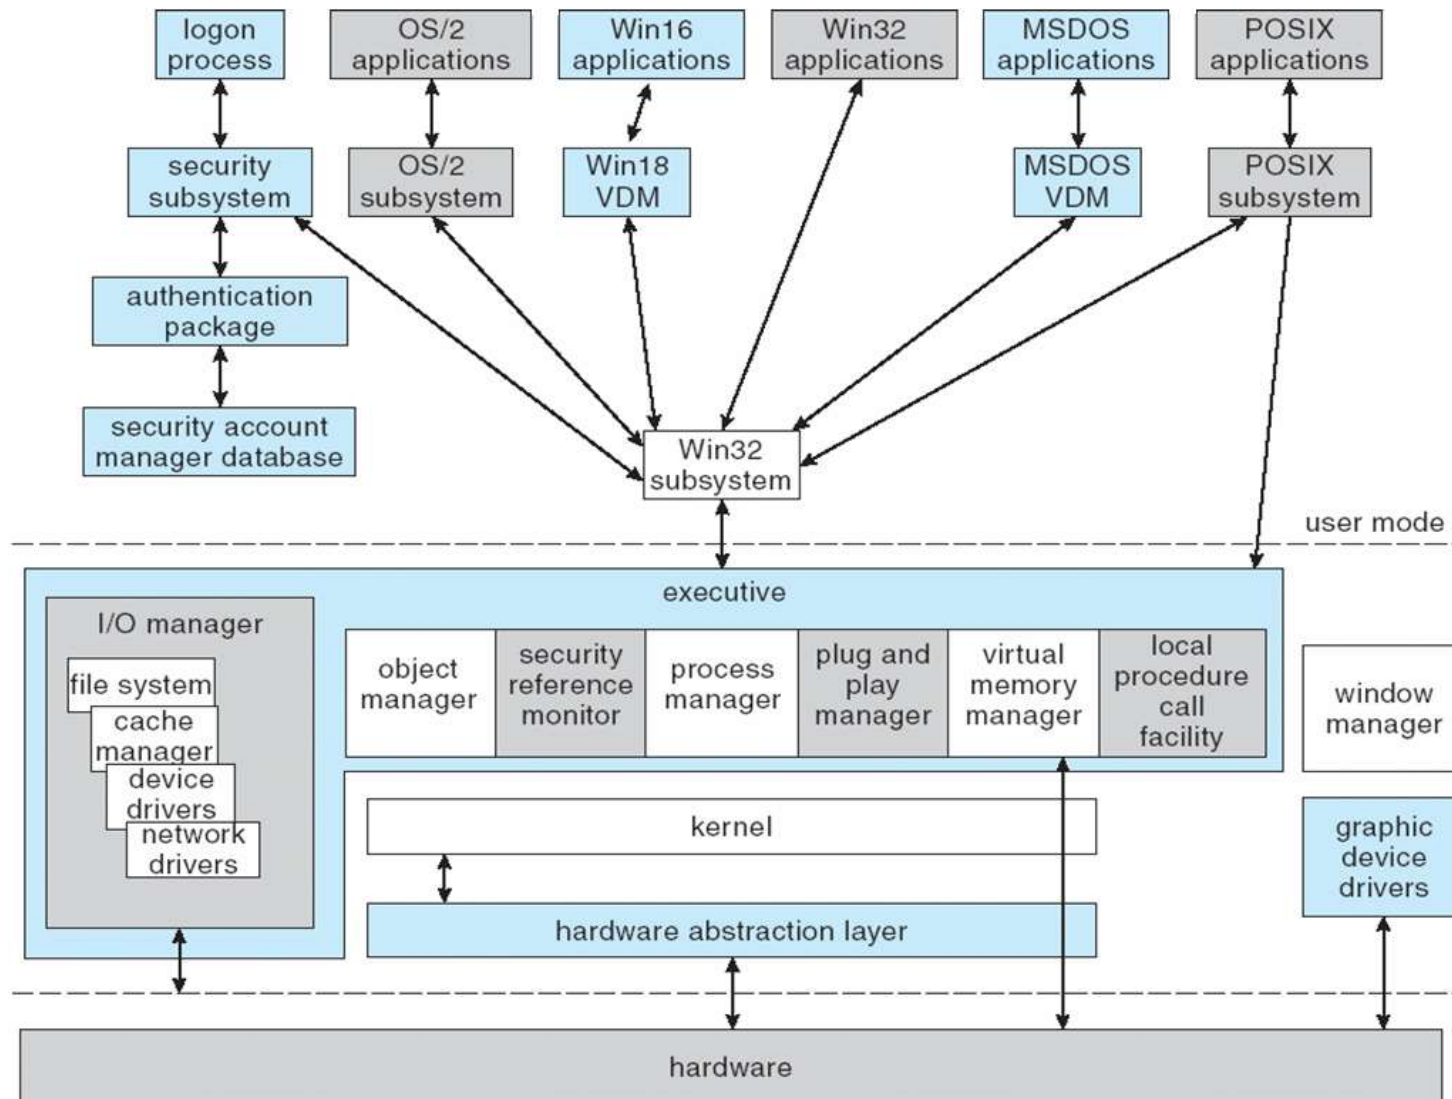 logon
process
OS/2
applications
Win16
applications
Win32
applications
MSDOS
applications
POSIX
applications
security
subsystem
OS/2
subsystem
Win18
VDM
MSDOS
VDM
POSIX
subsystem
authentication
package
security account
manager database
Win32
subsystem
user mode
executive
I/O manager
file system
cache
manager
device
drivers
network
drivers
object
manager
security
reference
monitor
process
manager
plug and
play
manager
virtual
memory
manager
local
procedure
call
facility
window
manager
kernel
graphic
device
drivers
hardware abstraction layer
hardware